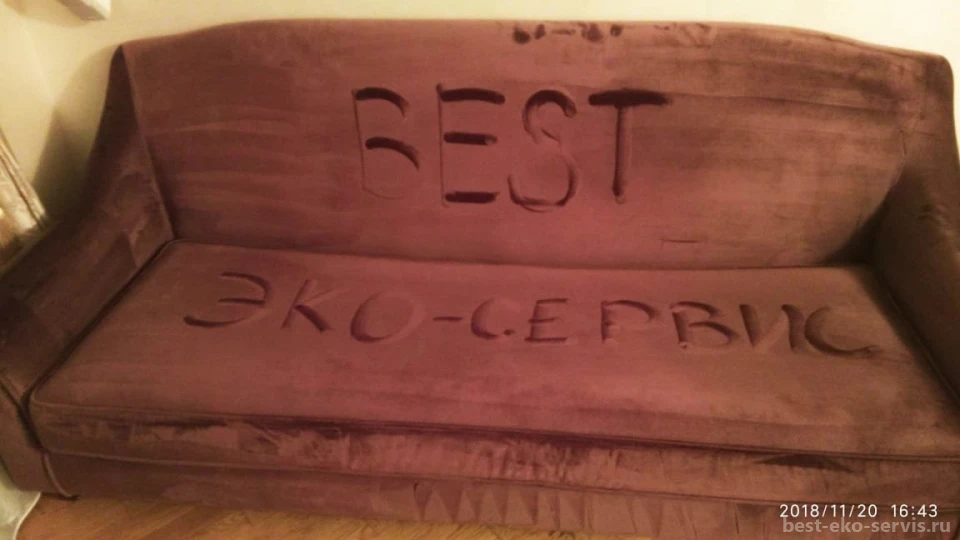 BEST
ЭКО-СЕРВИС
2018/11/20 16:43
best-eko-servis.ru